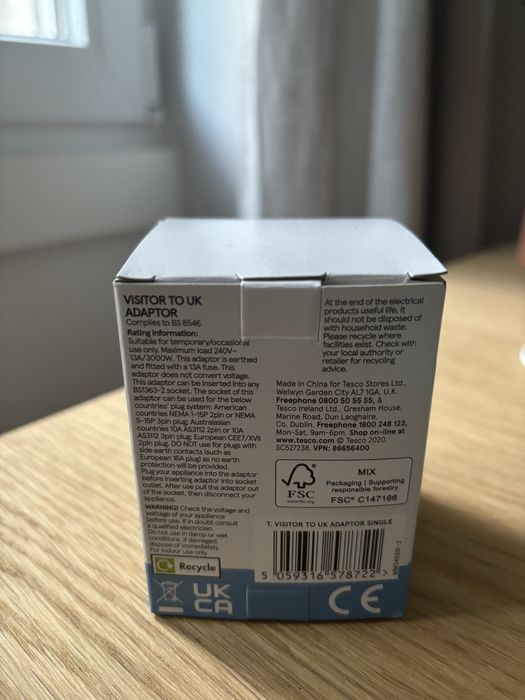 VISITOR TO UK
ADAPTOR
Complies to BS 8546.
Rating information:
Suitable for temporary/occasional
use only. Maximum load 240V~
13A/3000W. This adaptor is earthed
and fitted with a 13A fuse. This
adaptor does not convert voltage.
This adaptor can be inserted into any
BS1363-2 socket. The socket of this
adaptor can be used for the below
countries' plug system: American
countries NEMA 1-15P 2pin or NEMA
5-15P 3pin plug; Australasian
countries 10A AS3112 2pin or 10A
AS3112 3pin plug; European CEE7/XVII
2pin plug. DO NOT use for plugs with
side earth contacts (such as
European 16A plug) as no earth
protection will be provided.
Plug your appliance into the adaptor
before inserting adaptor into socket
outlet. After use pull the adaptor out
of the socket, then disconnect your
appliance.
WARNING! Check the voltage and
wattage of your appliance
before use. If in doubt consult
a qualified electrician.
Do not use in damp or wet
conditions. If damaged,
dispose of immediately.
For indoor use only.
Recycle
UK
CA
At the end of the electrical
products useful life, it
should not be disposed of
with household waste.
Please recycle where
facilities exist. Check with
your local authority or
retailer for recycling
advice.
Made in China for Tesco Stores Ltd.,
Welwyn Garden City AL7 1GA, U.K.
Freephone 0800 50 55 55, &
Tesco Ireland Ltd., Gresham House,
Marine Road, Dun Laoghaire,
Co. Dublin. Freephone 1800 248 123,
Mon-Sat, 9am-6pm. Shop on-line at
www.tesco.com © Tesco 2020.
SC527238. VPN: 86656400
FSC
www.fsc.org
MIX
Packaging | Supporting
responsible forestry
FSC® C147166
T. VISITOR TO UK ADAPTOR SINGLE
5 059316 578722 >
CE